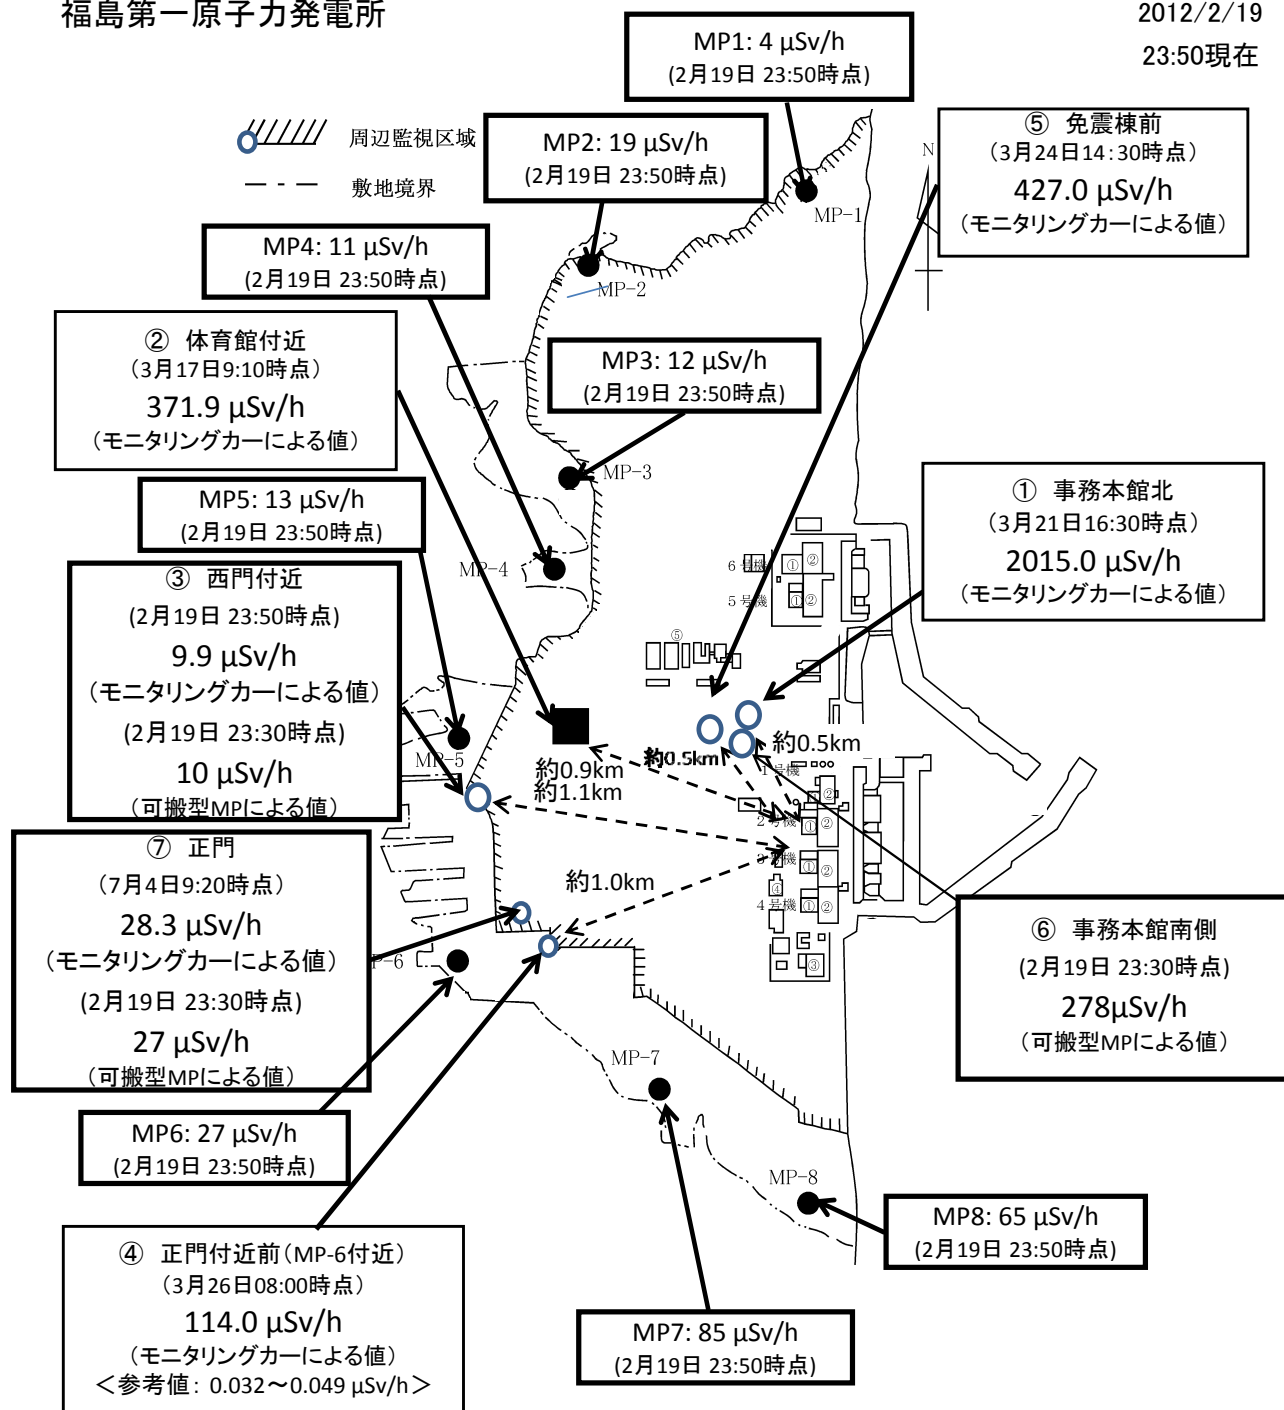 福島第一原子力発電所
2012/2/19
23:50現在
MP1: 4 μSv/h
(2月19日 23:50時点)
周辺監視区域
敷地境界
MP2: 19 μSv/h
(2月19日 23:50時点)
⑤ 免震棟前
(3月24日14:30時点)
427.0 μSv/h
(モニタリングカーによる値)
N
MP-1
MP4: 11 μSv/h
(2月19日 23:50時点)
MP-2
② 体育館付近
(3月17日9:10時点)
371.9 μSv/h
(モニタリングカーによる値)
MP3: 12 μSv/h
(2月19日 23:50時点)
MP-3
MP5: 13 μSv/h
(2月19日 23:50時点)
① 事務本館北
(3月21日16:30時点)
2015.0 μSv/h
(モニタリングカーによる値)
MP-4
6号機
① ②
5号機
① ②
⑤
③ 西門付近
(2月19日 23:50時点)
9.9 μSv/h
(モニタリングカーによる値)
(2月19日 23:30時点)
10 μSv/h
(可搬型MPによる値)
MP-5
約0.9km
約1.1km
約0.5km
約0.5km
1号機
① ②
2号機
① ②
3号機
① ②
④
4号機
① ②
③
約1.0km
⑦ 正門
(7月4日9:20時点)
28.3 μSv/h
(モニタリングカーによる値)
(2月19日 23:30時点)
27 μSv/h
(可搬型MPによる値)
P-6
⑥ 事務本館南側
(2月19日 23:30時点)
278μSv/h
(可搬型MPによる値)
MP-7
MP6: 27 μSv/h
(2月19日 23:50時点)
MP-8
MP8: 65 μSv/h
(2月19日 23:50時点)
④ 正門付近前(MP-6付近)
(3月26日08:00時点)
114.0 μSv/h
(モニタリングカーによる値)
<参考値: 0.032~0.049 μSv/h>
MP7: 85 μSv/h
(2月19日 23:50時点)